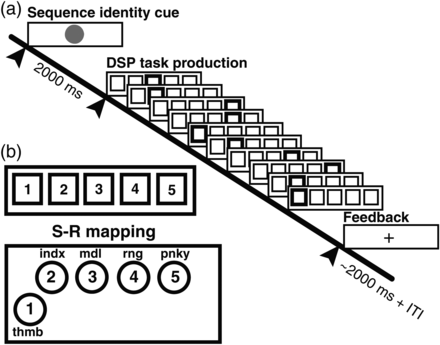 (a) Sequence identity cue
2000 ms
DSP task production
(b)
1 2 3 4 5
S-R mapping
indx mdl rng pnky
2 3 4 5
1
thmb
Feedback
+
~2000 ms + ITI